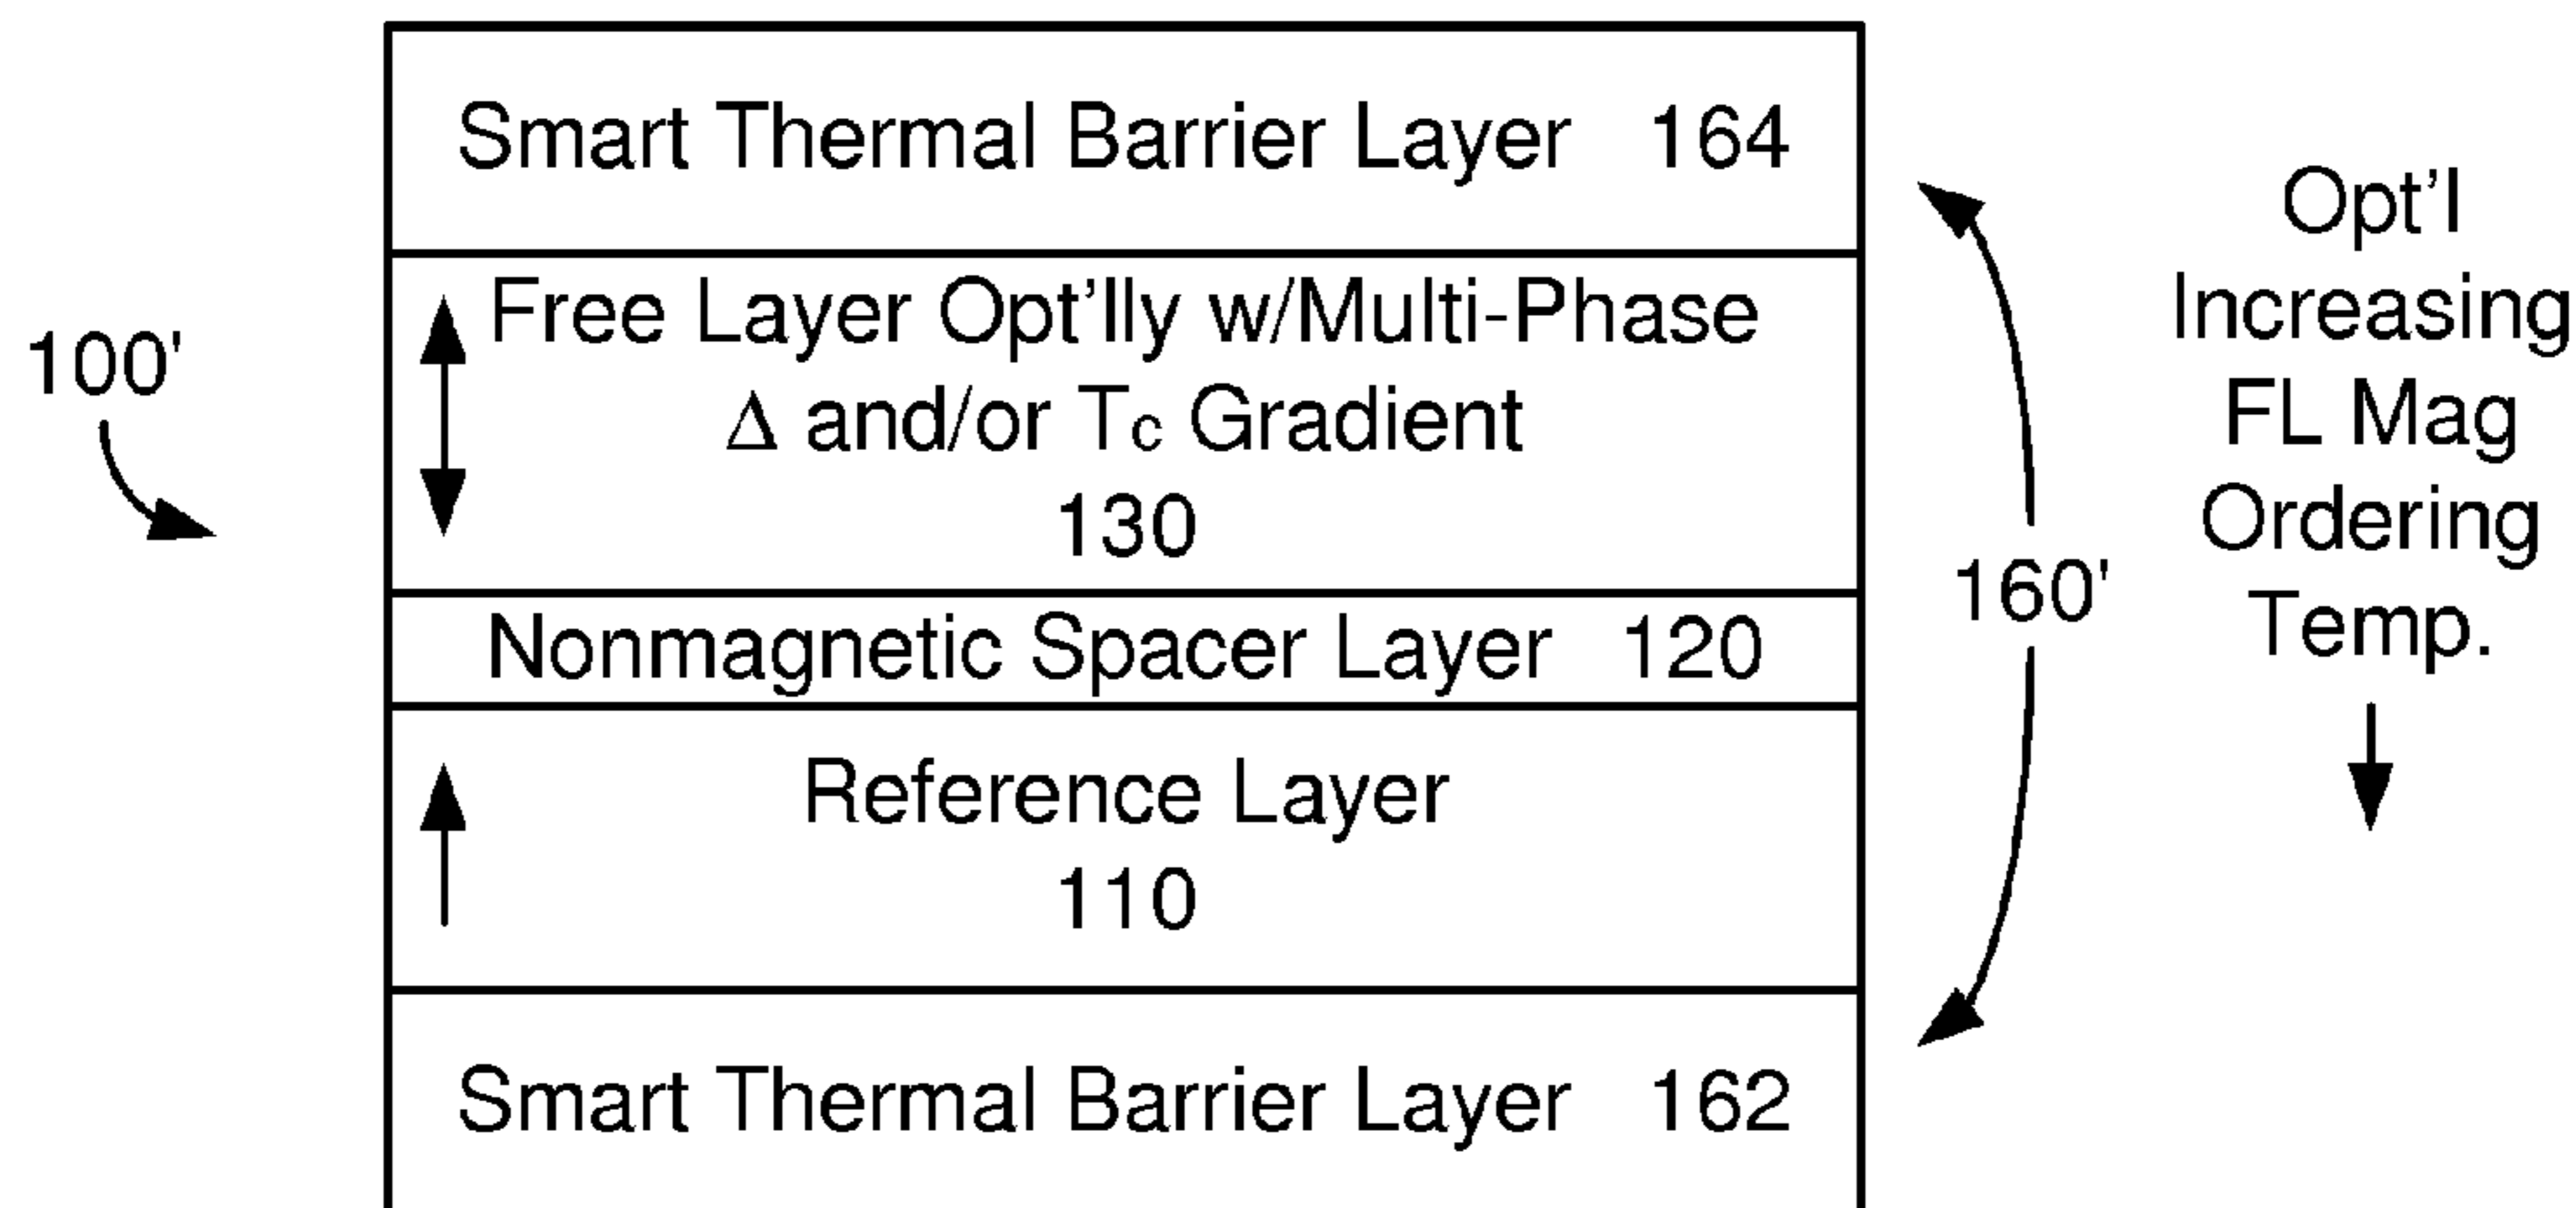 Smart Thermal Barrier Layer 164
Free Layer Opt'lly w/Multi-Phase
Δ and/or Tc Gradient
130
Nonmagnetic Spacer Layer 120
Reference Layer
110
Smart Thermal Barrier Layer 162
100'
160'
Opt'l
Increasing
FL Mag
Ordering
Temp.